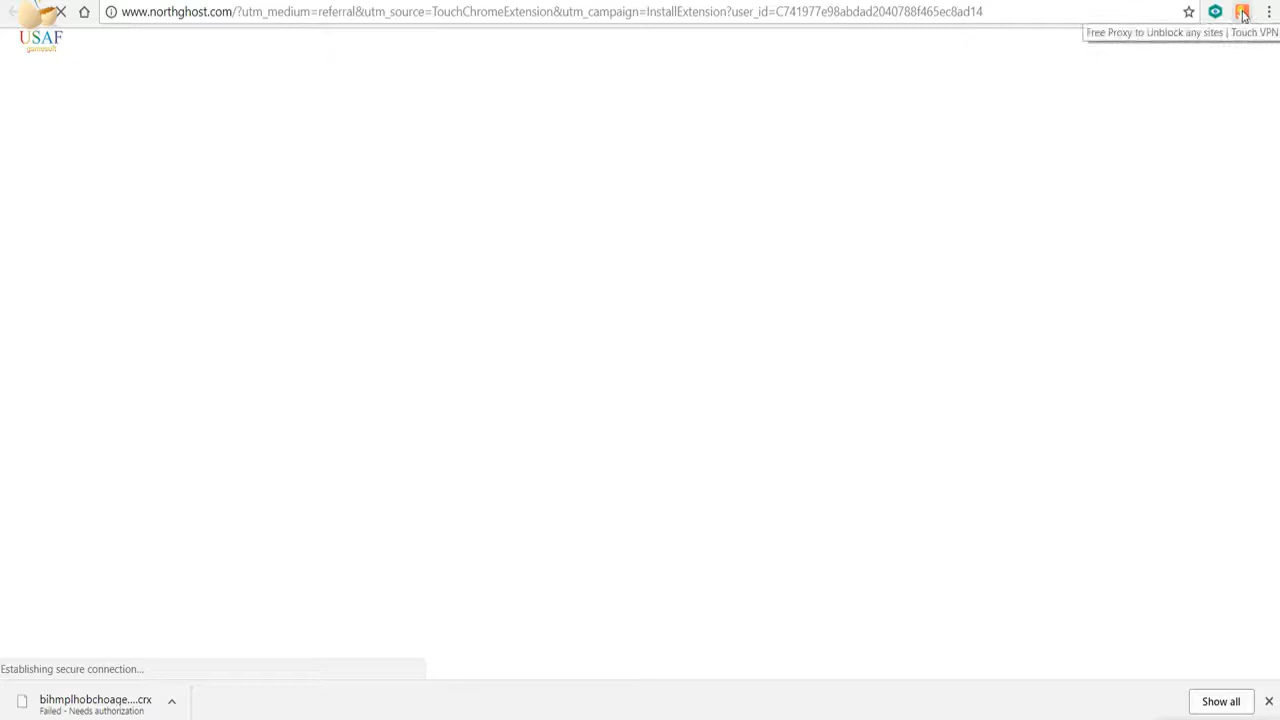 www.northghost.com/?utm_medium=referral&utm_source=TouchChromeExtension&utm_campaign=InstallExtension?user_id=C741977e98abdad2040788f465ec8ad14
Free Proxy to Unblock any sites | Touch VPN
USAF
gamesuft
Establishing secure connection...
bihmplhobchoage....crx
Failed - Needs authorization
Show all